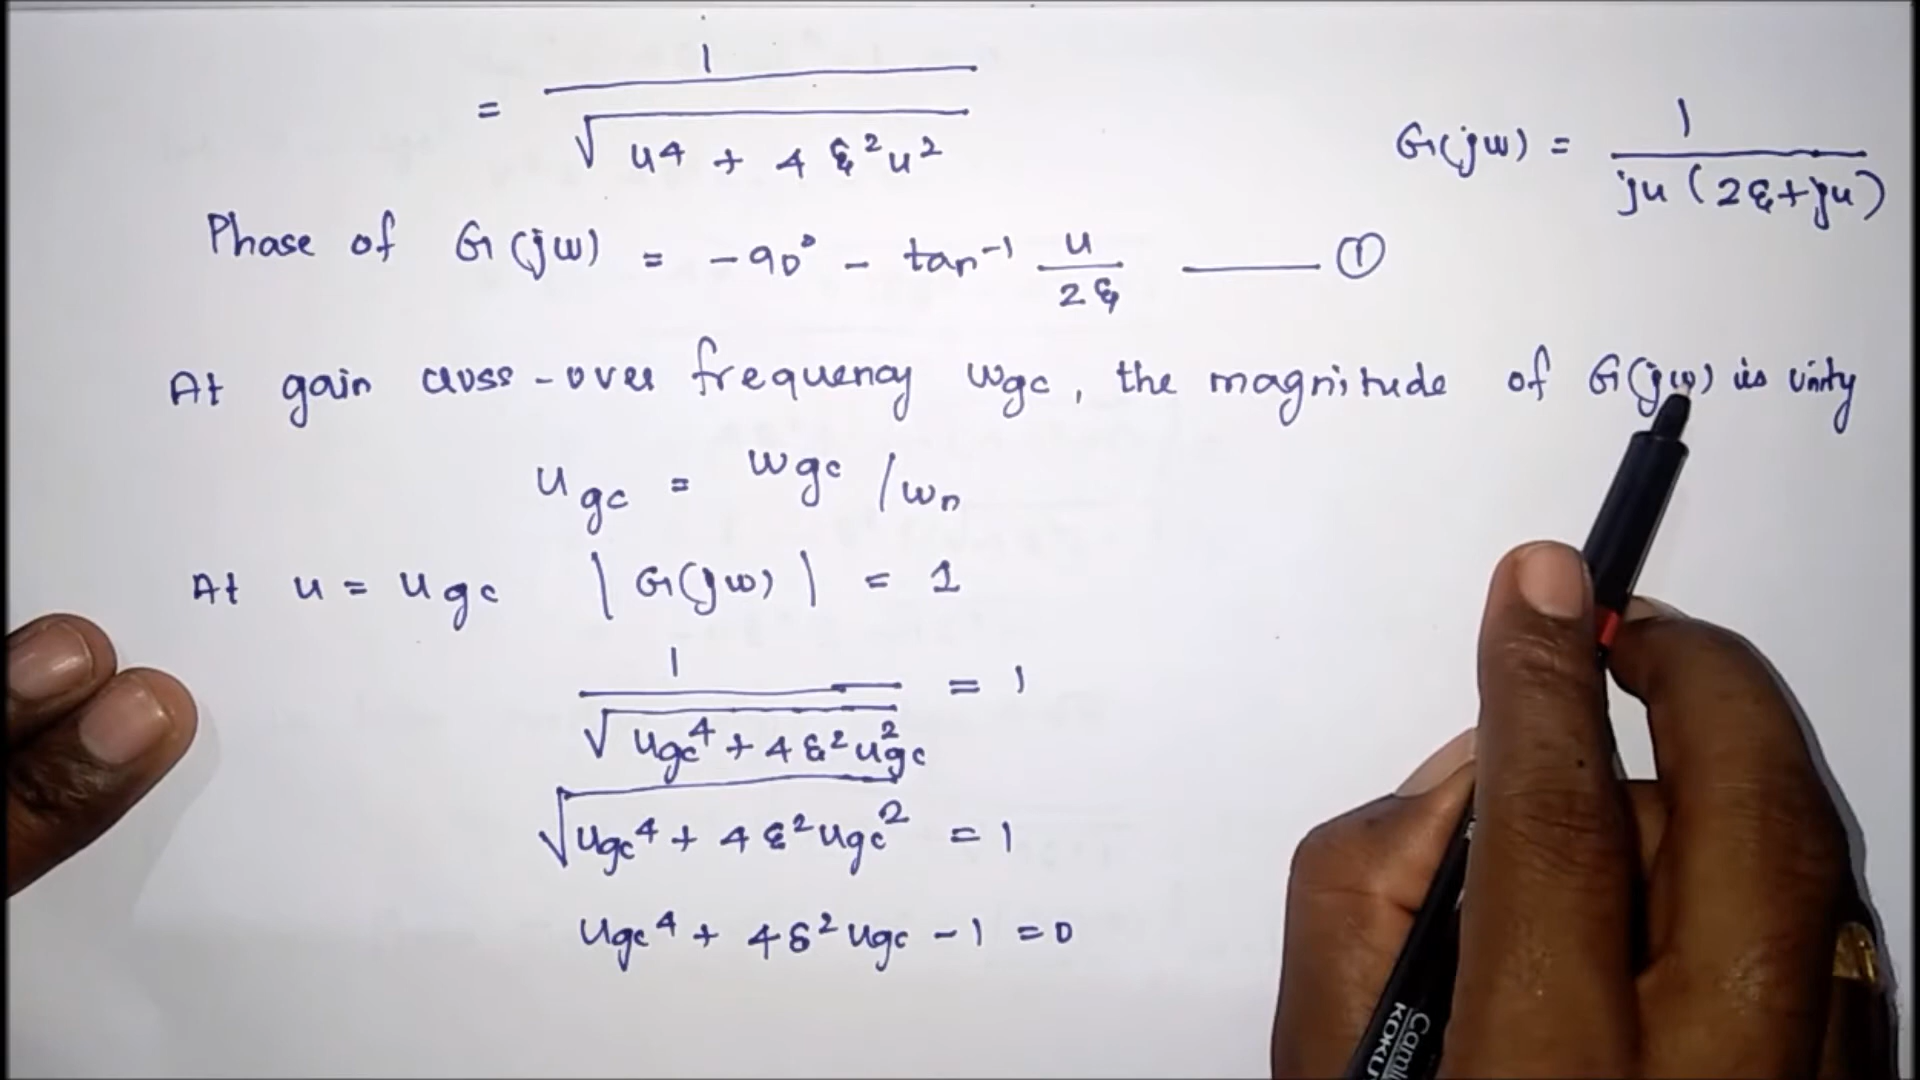 = 1 / √(u⁴ + 4ξ²u²)
G(jω) = 1 / ju(2ξ+ju)
Phase of G(jω) = -90° - tan⁻¹ u/2ξ —— ①
At gain cross-over frequency ωgc, the magnitude of G(jω) is unity
ugc = ωgc /ωn
At u = ugc |G(jω)| = 1
1 / √(ugc⁴ + 4ξ²ugc²) = 1
√(ugc⁴ + 4ξ²ugc²) = 1
ugc⁴ + 4δ²ugc - 1 = 0